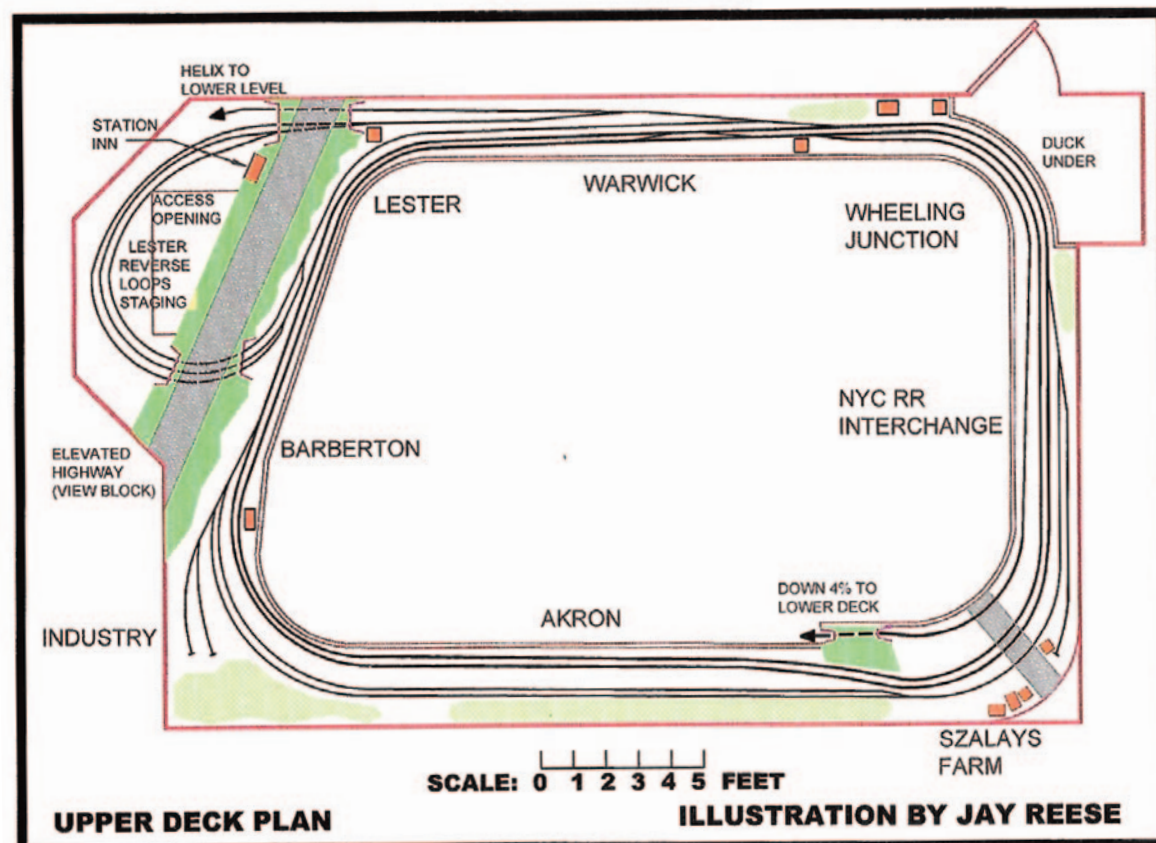 HELIX TO
LOWER LEVEL
STATION
INN
DUCK
UNDER
WARWICK
LESTER
ACCESS
OPENING
WHEELING
JUNCTION
LESTER
REVERSE
LOOPS
STAGING
NYC RR
INTERCHANGE
BARBERTON
ELEVATED
HIGHWAY
(VIEW BLOCK)
DOWN 4% TO
LOWER DECK
AKRON
INDUSTRY
SZALAYS
FARM
SCALE: 0 1 2 3 4 5 FEET
UPPER DECK PLAN
ILLUSTRATION BY JAY REESE